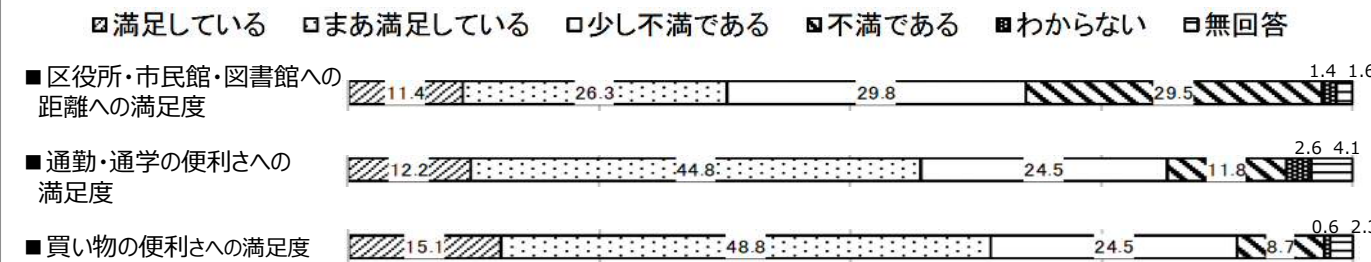 満足している まあ満足している 少し不満である 不満である わからない 無回答
■区役所・市民館・図書館への
距離への満足度
11.4 26.3 29.8 29.5 1.4 1.6
■通勤・通学の便利さへの
満足度
12.2 44.8 24.5 11.8 2.6 4.1
■買い物の便利さへの満足度
15.1 48.8 24.5 8.7 0.6 2.3